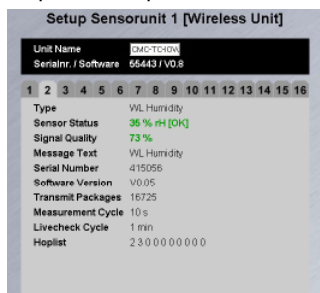 Setup Sensorunit 1 [Wireless Unit]
Unit Name CMC-TC-IOW
Serialnr. / Software 55443 / V0.8
1 2 3 4 5 6 7 8 9 10 11 12 13 14 15 16
Type WL Humidity
Sensor Status 35 % rH [OK]
Signal Quality 73 %
Message Text WL Humidity
Serial Number 415056
Software Version V0.05
Transmit Packages 16725
Measurement Cycle 10 s
Livecheck Cycle 1 min
Hoplist 2 3 0 0 0 0 0 0 0 0